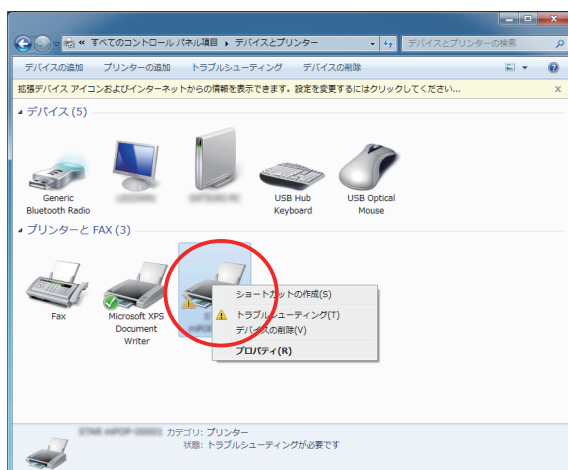 « すべてのコントロール パネル項目 ▸ デバイスとプリンター
デバイスとプリンターの検索
デバイスの追加 プリンターの追加 トラブルシューティング デバイスの削除
拡張デバイス アイコンおよびインターネットからの情報を表示できます。設定を変更するにはクリックしてください...
デバイス (5)
Generic
Bluetooth Radio
USB Hub
Keyboard
USB Optical
Mouse
プリンターと FAX (3)
Fax
Microsoft XPS
Document
Writer
ショートカットの作成(S)
トラブルシューティング(T)
デバイスの削除(V)
プロパティ(R)
カテゴリ: プリンター
状態: トラブルシューティングが必要です